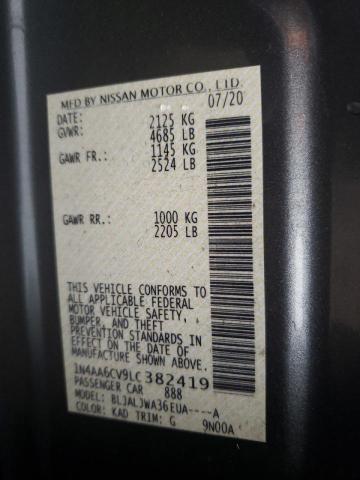 MFD BY NISSAN MOTOR CO., LTD.
DATE: 07/20
GVWR: 2125 KG
4685 LB
GAWR FR.: 1145 KG
2524 LB
GAWR RR.: 1000 KG
2205 LB
THIS VEHICLE CONFORMS TO
ALL APPLICABLE FEDERAL
MOTOR VEHICLE SAFETY,
BUMPER, AND THEFT
PREVENTION STANDARDS IN
EFFECT ON THE DATE OF
MANUFACTURE SHOWN ABOVE.
1N4AA6CV9LC382419
PASSENGER CAR 888
MODEL: BLJALJWA36EUA----A
COLOR: KAD TRIM: G 9N00A